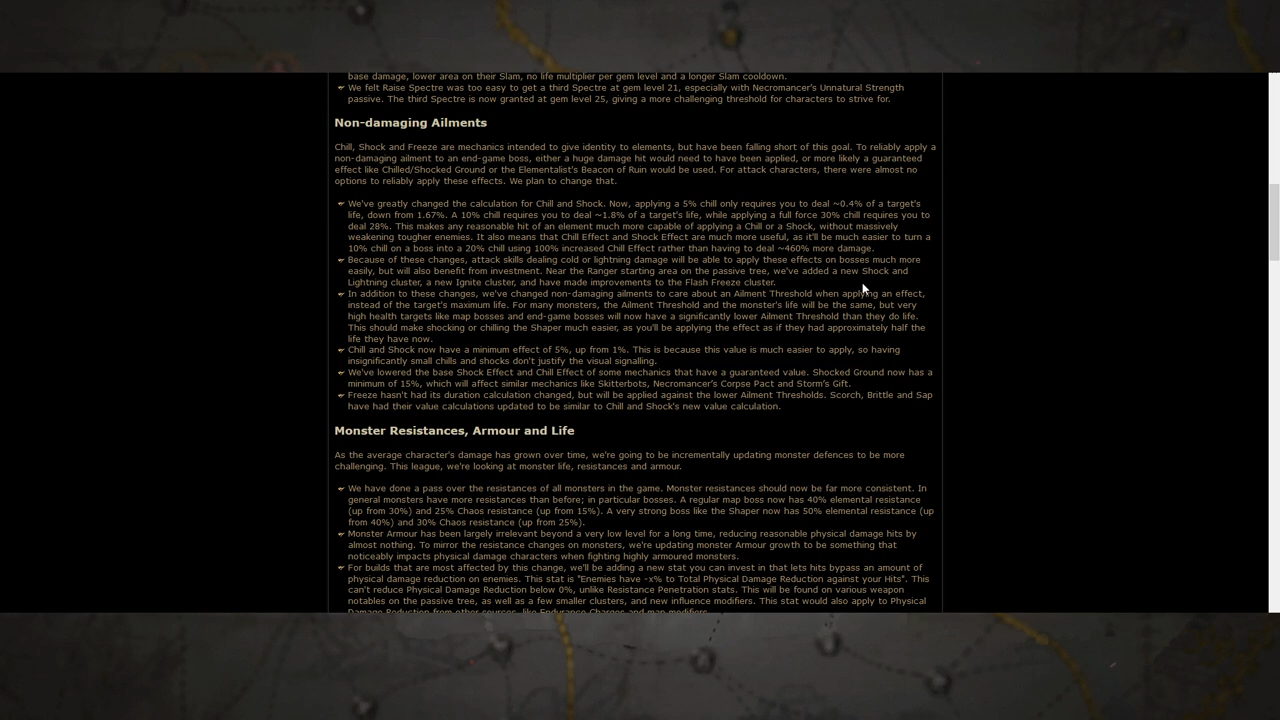 base damage, lower area on their Slam, no life multiplier per gem level and a longer Slam cooldown.
We felt Raise Spectre was too easy to get a third Spectre at gem level 21, especially with Necromancer's Unnatural Strength
passive. The third Spectre is now granted at gem level 25, giving a more challenging threshold for characters to strive for.
Non-damaging Ailments
Chill, Shock and Freeze are mechanics intended to give identity to elements, but have been falling short of this goal. To reliably apply a
non-damaging ailment to an end-game boss, either a huge damage hit would need to have been applied, or more likely a guaranteed
effect like Chilled/Shocked Ground or the Elementalist's Beacon of Ruin would be used. For attack characters, there were almost no
options to reliably apply these effects. We plan to change that.
We've greatly changed the calculation for Chill and Shock. Now, applying a 5% chill only requires you to deal ~0.4% of a target's
life, down from 1.67%. A 10% chill requires you to deal ~1.8% of a target's life, while applying a full force 30% chill requires you to
deal 28%. This makes any reasonable hit of an element much more capable of applying a Chill or a Shock, without massively
weakening tougher enemies. It also means that Chill Effect and Shock Effect are much more useful, as it'll be much easier to turn a
10% chill on a boss into a 20% chill using 100% increased Chill Effect rather than having to deal ~460% more damage.
Because of these changes, attack skills dealing cold or lightning damage will be able to apply these effects on bosses much more
easily, but will also benefit from investment. Near the Ranger starting area on the passive tree, we've added a new Shock and
Lightning cluster, a new Ignite cluster, and have made improvements to the Flash Freeze cluster.
In addition to these changes, we've changed non-damaging ailments to care about an Ailment Threshold when applying an effect,
instead of the target's maximum life. For many monsters, the Ailment Threshold and the monster's life will be the same, but very
high health targets like map bosses and end-game bosses will now have a significantly lower Ailment Threshold than they do life.
This should make shocking or chilling the Shaper much easier, as you'll be applying the effect as if they had approximately half the
life they have now.
Chill and Shock now have a minimum effect of 5%, up from 1%. This is because this value is much easier to apply, so having
insignificantly small chills and shocks don't justify the visual signalling.
We've lowered the base Shock Effect and Chill Effect of some mechanics that have a guaranteed value. Shocked Ground now has a
minimum of 15%, which will affect similar mechanics like Skitterbots, Necromancer's Corpse Pact and Storm's Gift.
Freeze hasn't had its duration calculation changed, but will be applied against the lower Ailment Thresholds. Scorch, Brittle and Sap
have had their value calculations updated to be similar to Chill and Shock's new value calculation.
Monster Resistances, Armour and Life
As the average character's damage has grown over time, we're going to be incrementally updating monster defences to be more
challenging. This league, we're looking at monster life, resistances and armour.
We have done a pass over the resistances of all monsters in the game. Monster resistances should now be far more consistent. In
general monsters have more resistances than before; in particular bosses. A regular map boss now has 40% elemental resistance
(up from 30%) and 25% Chaos resistance (up from 15%). A very strong boss like the Shaper now has 50% elemental resistance (up
from 40%) and 30% Chaos resistance (up from 25%).
Monster Armour has been largely irrelevant beyond a very low level for a long time, reducing reasonable physical damage hits by
almost nothing. To mirror the resistance changes on monsters, we're updating monster Armour growth to be something that
noticeably impacts physical damage characters when fighting highly armoured monsters.
For builds that are most affected by this change, we'll be adding a new stat you can invest in that lets hits bypass an amount of
physical damage reduction on enemies. This stat is "Enemies have -x% to Total Physical Damage Reduction against your Hits". This
can't reduce Physical Damage Reduction below 0%, unlike Resistance Penetration stats. This will be found on various weapon
notables on the passive tree, as well as a few smaller clusters, and new influence modifiers. This stat would also apply to Physical
Damage Reduction from other sources, like Endurance Charges and map modifiers.